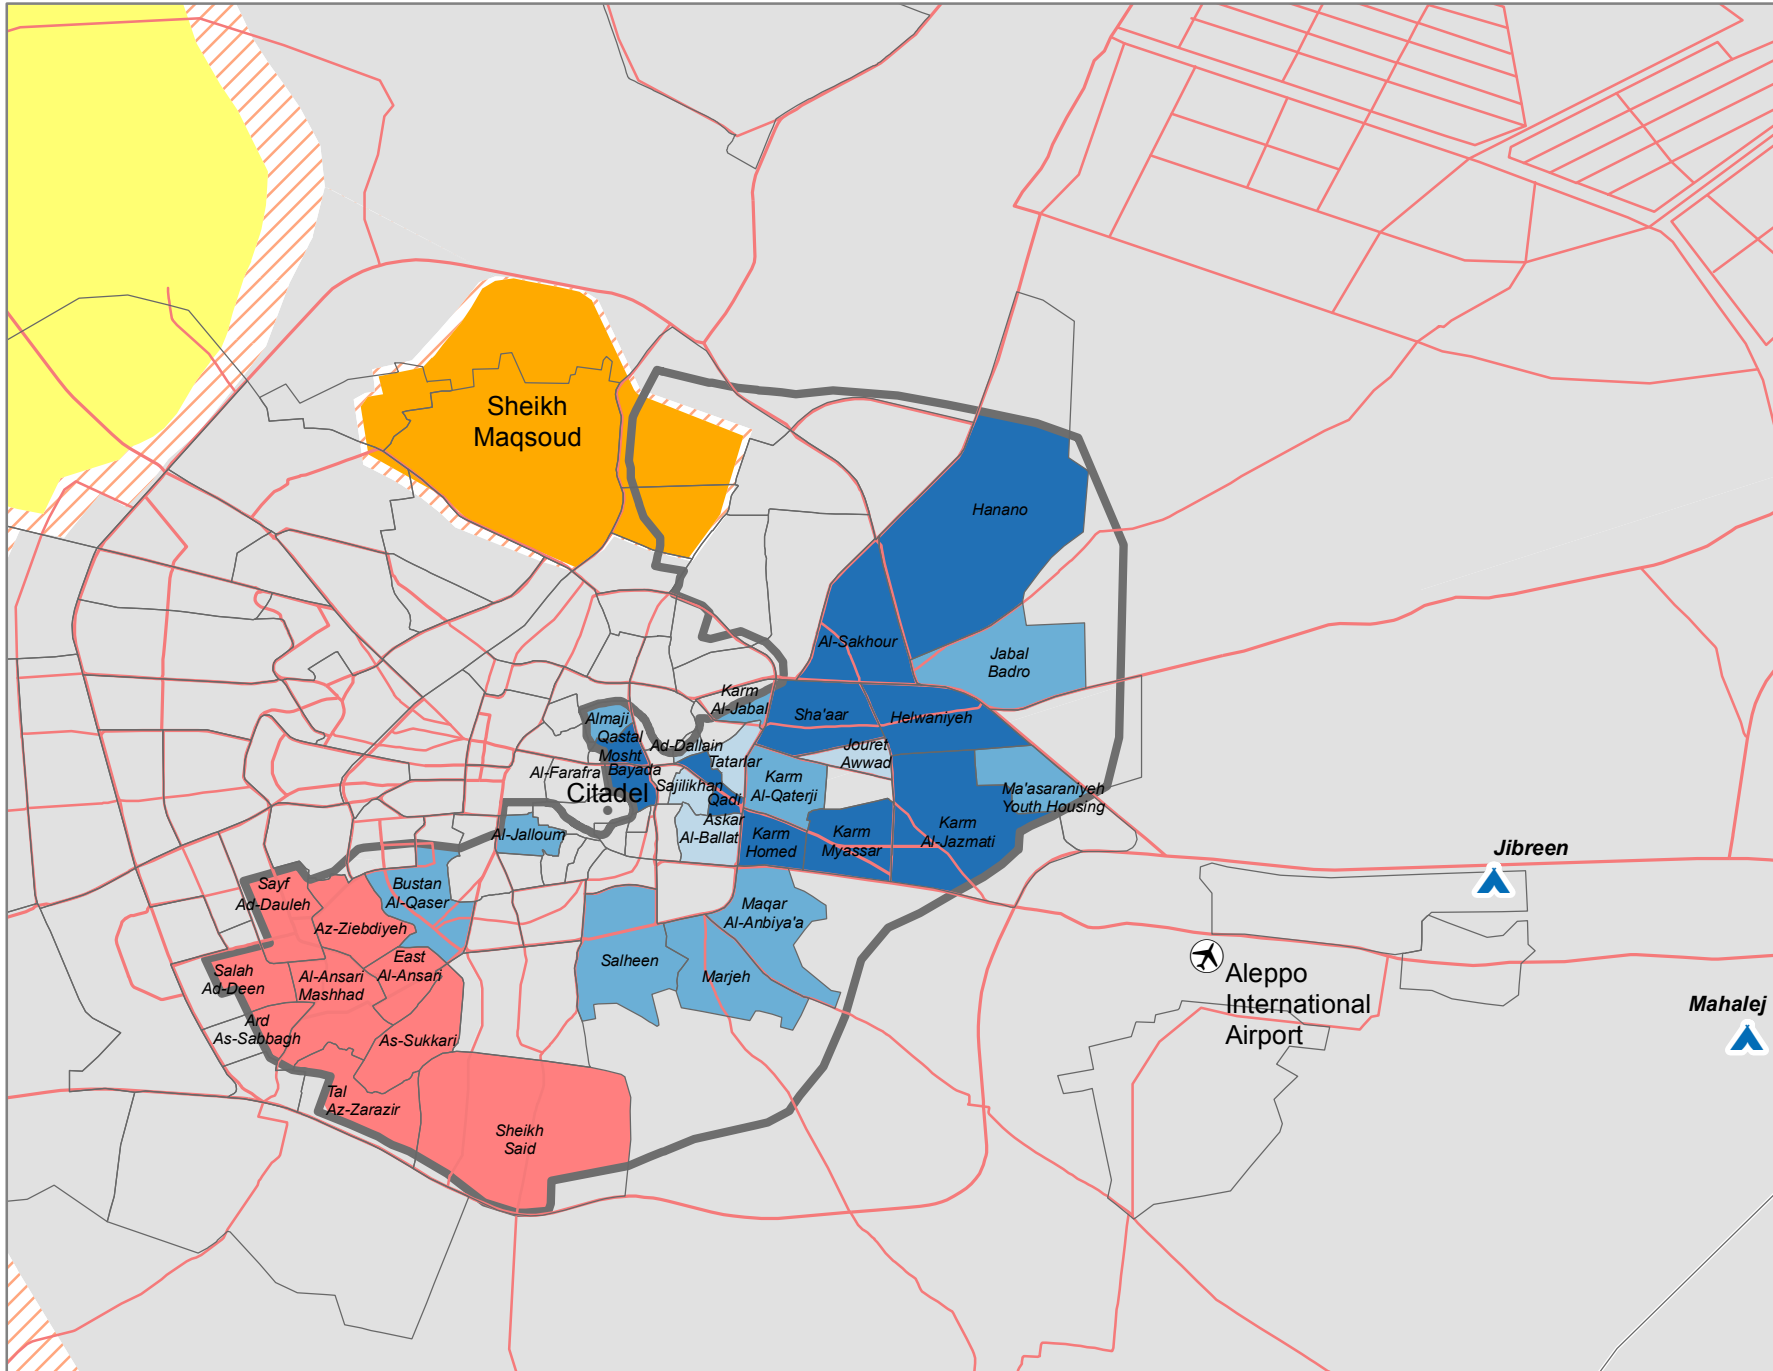 Sheikh
Maqsoud
Hanano
Al-Sakhour
Jabal
Badro
Karm
Al-Jabal
Sha'aar
Helwaniyeh
Almaji
Qastal
Mosht
Ad-Dallain
Tatarlar
Jouret
Awwad
Al-Farafra
Bayada
Sajilikhan
Karm
Al-Qaterji
Ma'asaraniyeh
Youth Housing
Citadel
Qadi
Askar
Al-Ballat
Al-Jalloum
Karm
Homed
Karm
Myassar
Karm
Al-Jazmati
Jibreen
Sayf
Ad-Dauleh
Bustan
Al-Qaser
Maqar
Al-Anbiya'a
Az-Ziebdiyeh
East
Al-Ansari
Salah
Ad-Deen
Al-Ansari
Mashhad
Salheen
Marjeh
Aleppo
International
Airport
Mahalej
Ard
As-Sabbagh
As-Sukkari
Tal
Az-Zarazir
Sheikh
Said